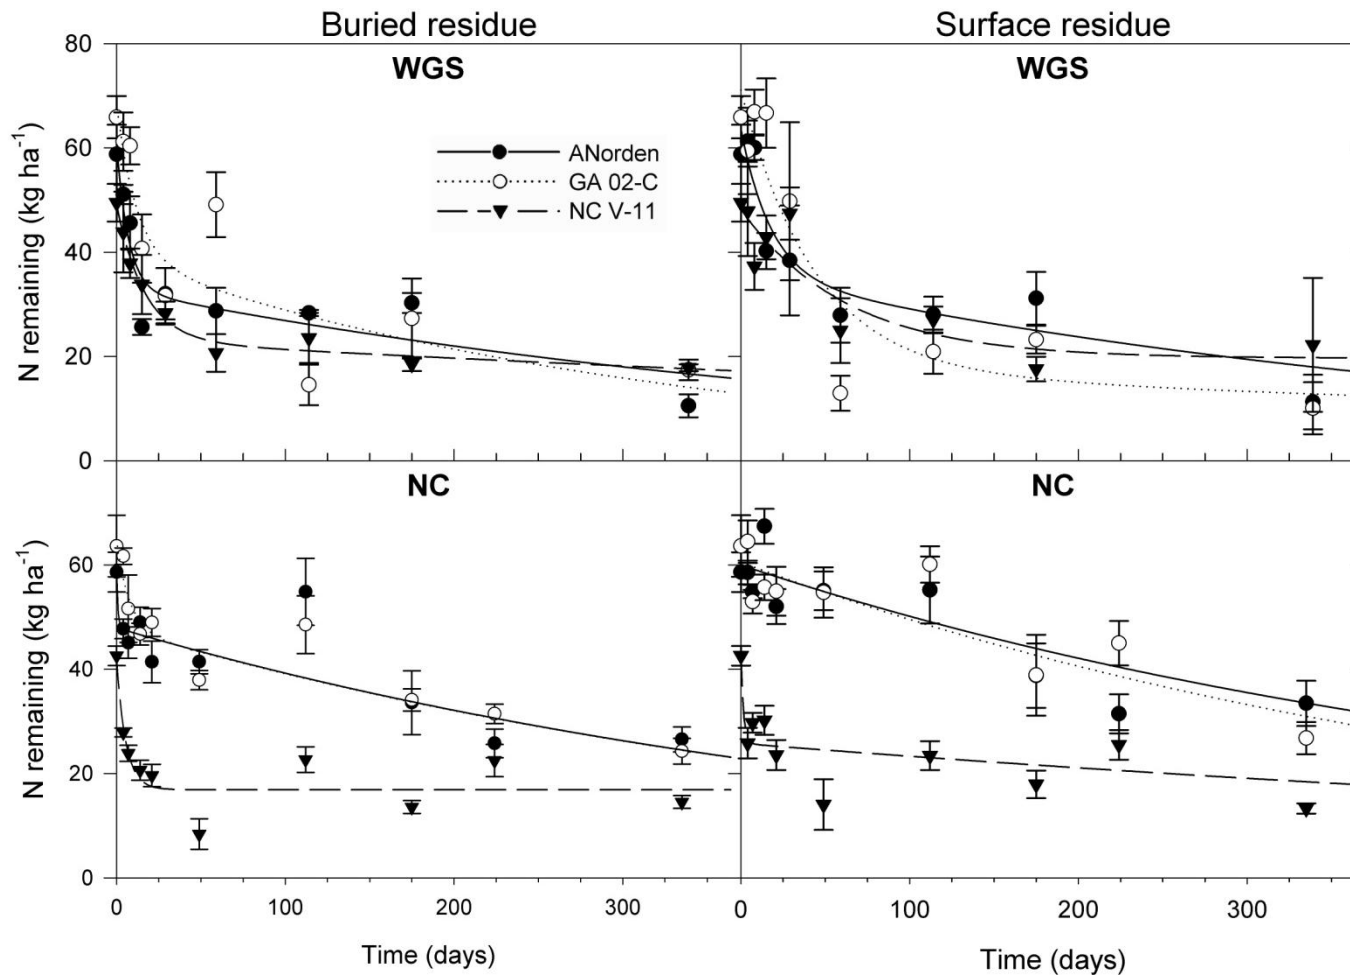 Buried residue Surface residue
WGS WGS
N remaining (kg ha⁻¹)
80
60
40
20
0
ANorden
GA 02-C
NC V-11
NC NC
N remaining (kg ha⁻¹)
60
40
20
0
0 100 200 300 0 100 200 300
Time (days) Time (days)